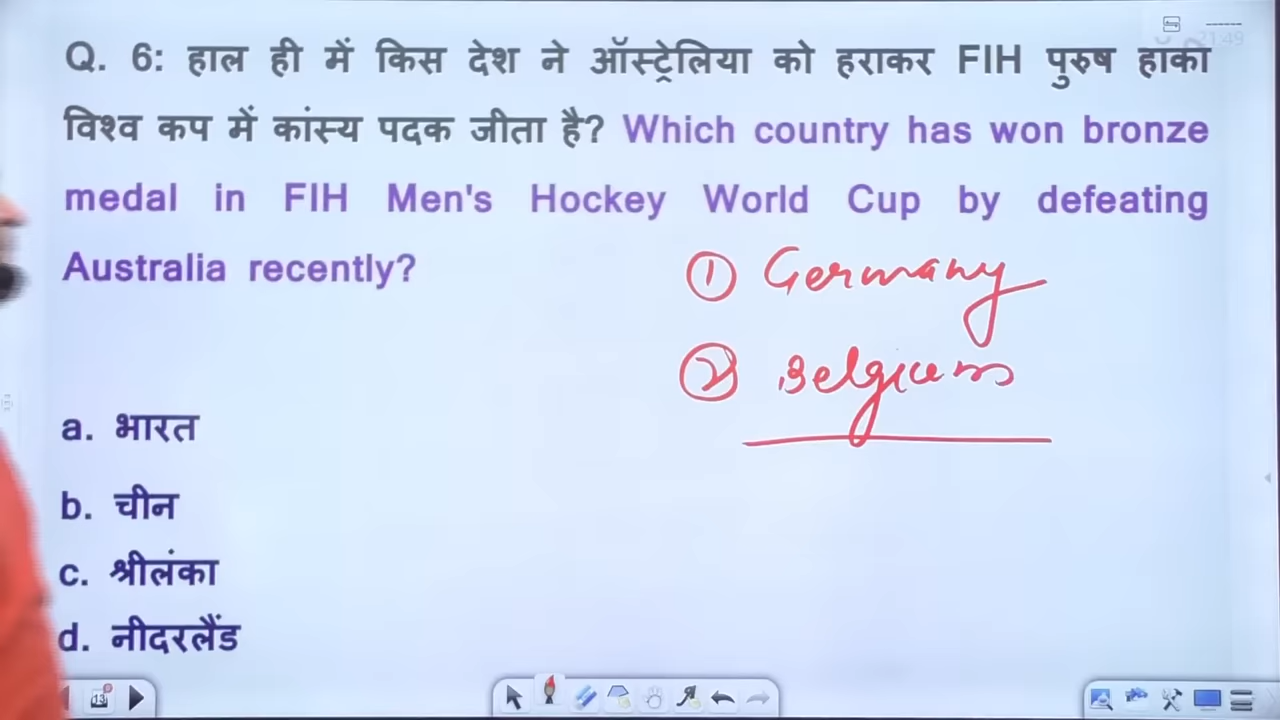 Q. 6: हाल ही में किस देश ने ऑस्ट्रेलिया को हराकर FIH पुरुष हाकी
विश्व कप में कांस्य पदक जीता है? Which country has won bronze
medal in FIH Men's Hockey World Cup by defeating
Australia recently?
① Germany
② Belgium
a. भारत
b. चीन
c. श्रीलंका
d. नीदरलैंड
13